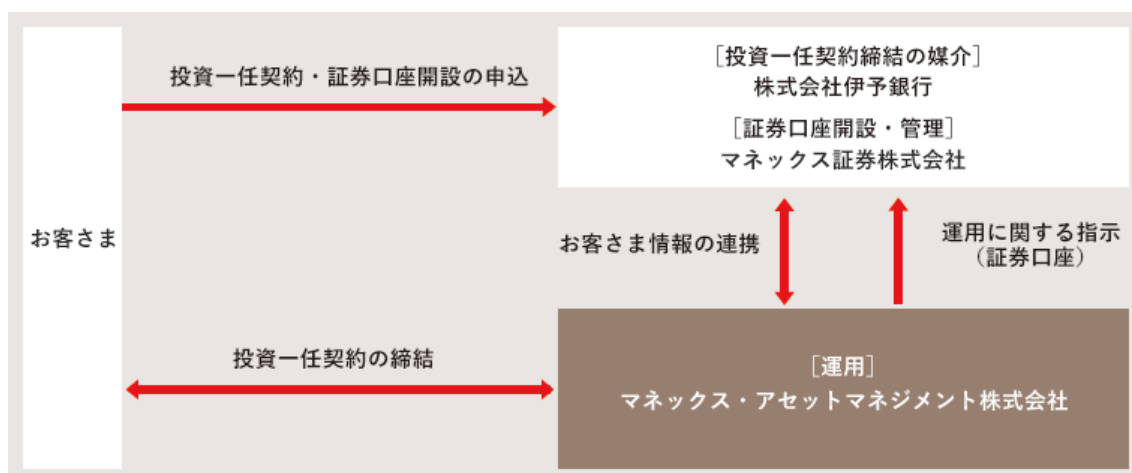 投資一任契約・証券口座開設の申込
［投資一任契約締結の媒介］
株式会社伊予銀行
［証券口座開設・管理］
マネックス証券株式会社
お客さま
お客さま情報の連携
運用に関する指示
（証券口座）
投資一任契約の締結
［運用］
マネックス・アセットマネジメント株式会社